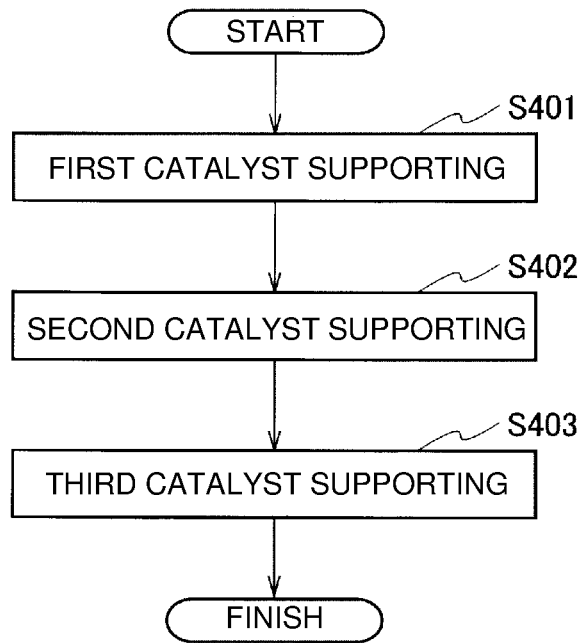 START
S401
FIRST CATALYST SUPPORTING
S402
SECOND CATALYST SUPPORTING
S403
THIRD CATALYST SUPPORTING
FINISH